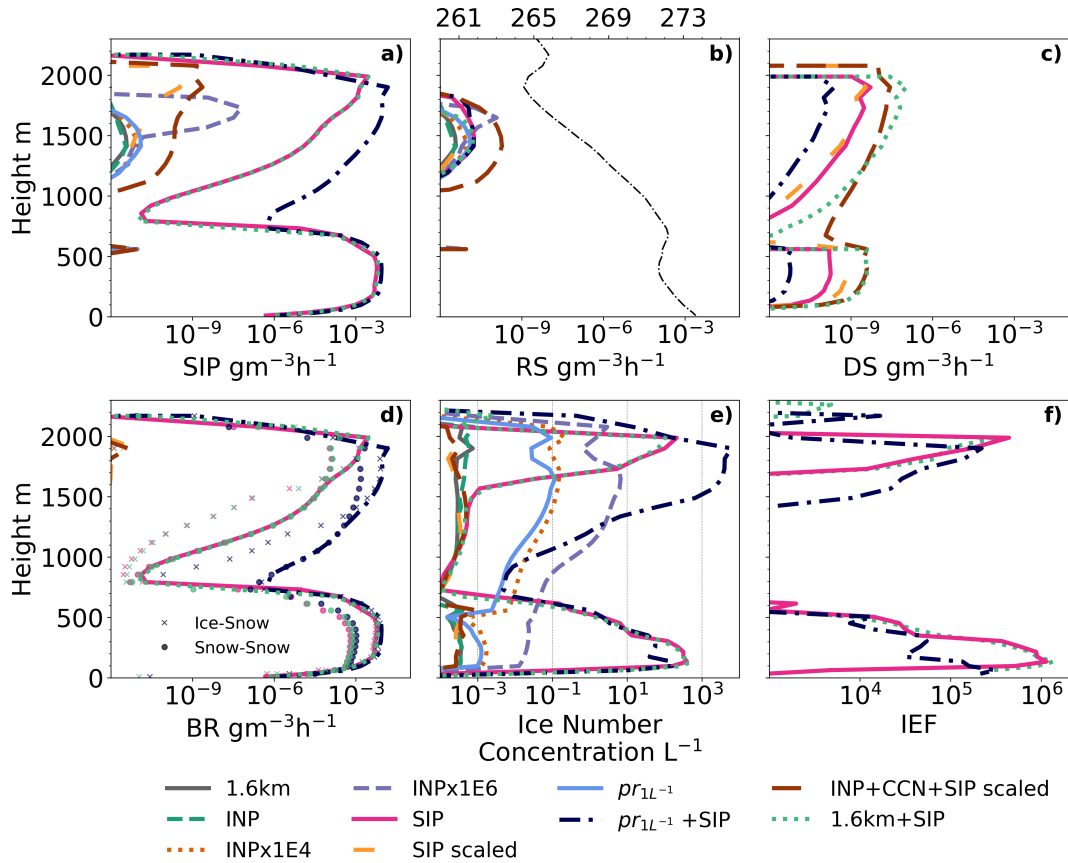 261 265 269 273
a) b) c)
Height m
2000
1500
1000
500
0
10⁻⁹ 10⁻⁶ 10⁻³
SIP gm⁻³h⁻¹
10⁻⁹ 10⁻⁶ 10⁻³
RS gm⁻³h⁻¹
10⁻⁹ 10⁻⁶ 10⁻³
DS gm⁻³h⁻¹
d) e) f)
Height m
2000
1500
1000
500
0
Ice-Snow
Snow-Snow
10⁻⁹ 10⁻⁶ 10⁻³
BR gm⁻³h⁻¹
10⁻³ 10⁻¹ 10¹ 10³
Ice Number
Concentration L⁻¹
10⁴ 10⁵ 10⁶
IEF
1.6km
INP
INPx1E4
INPx1E6
SIP
SIP scaled
pr₁L⁻¹
pr₁L⁻¹ +SIP
INP+CCN+SIP scaled
1.6km+SIP